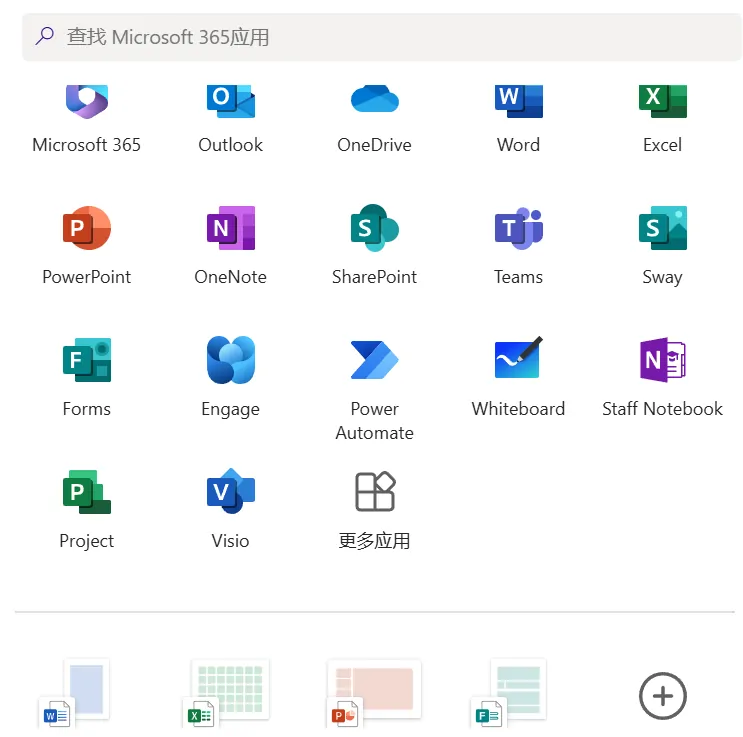 查找 Microsoft 365应用
Microsoft 365
Outlook
OneDrive
Word
Excel
PowerPoint
OneNote
SharePoint
Teams
Sway
Forms
Engage
Power
Automate
Whiteboard
Staff Notebook
Project
Visio
更多应用